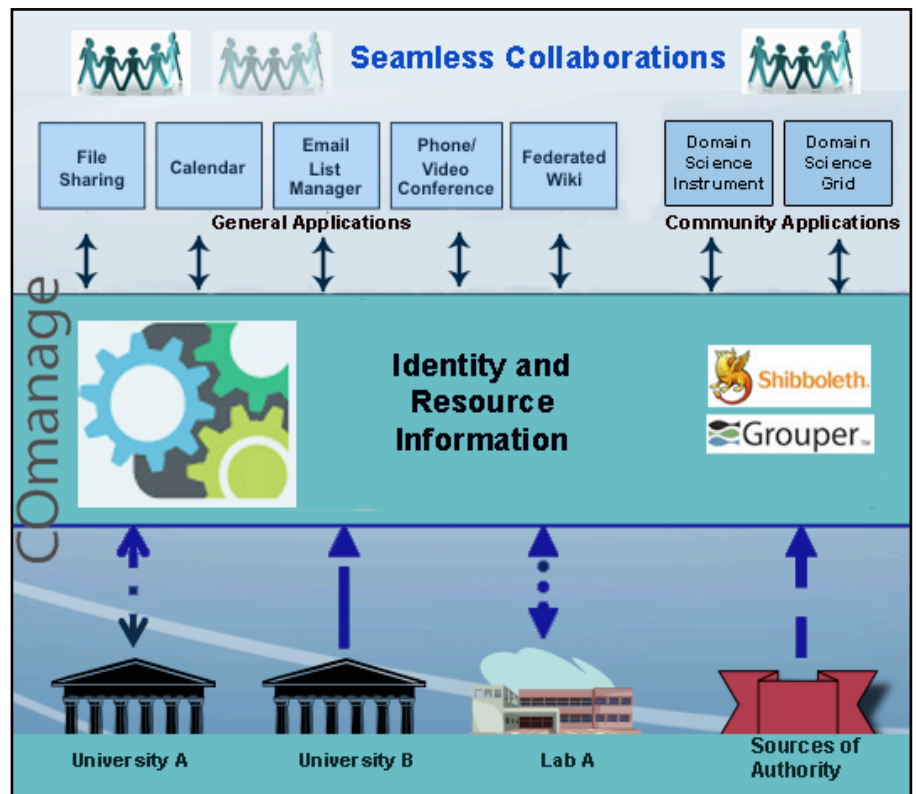 Seamless Collaborations
File
Sharing
Calendar
Email
List
Manager
Phone/
Video
Conference
Federated
Wiki
Domain
Science
Instrument
Domain
Science
Grid
General Applications
Community Applications
COmanage
Identity and
Resource
Information
Shibboleth.
Grouper™
University A
University B
Lab A
Sources of
Authority